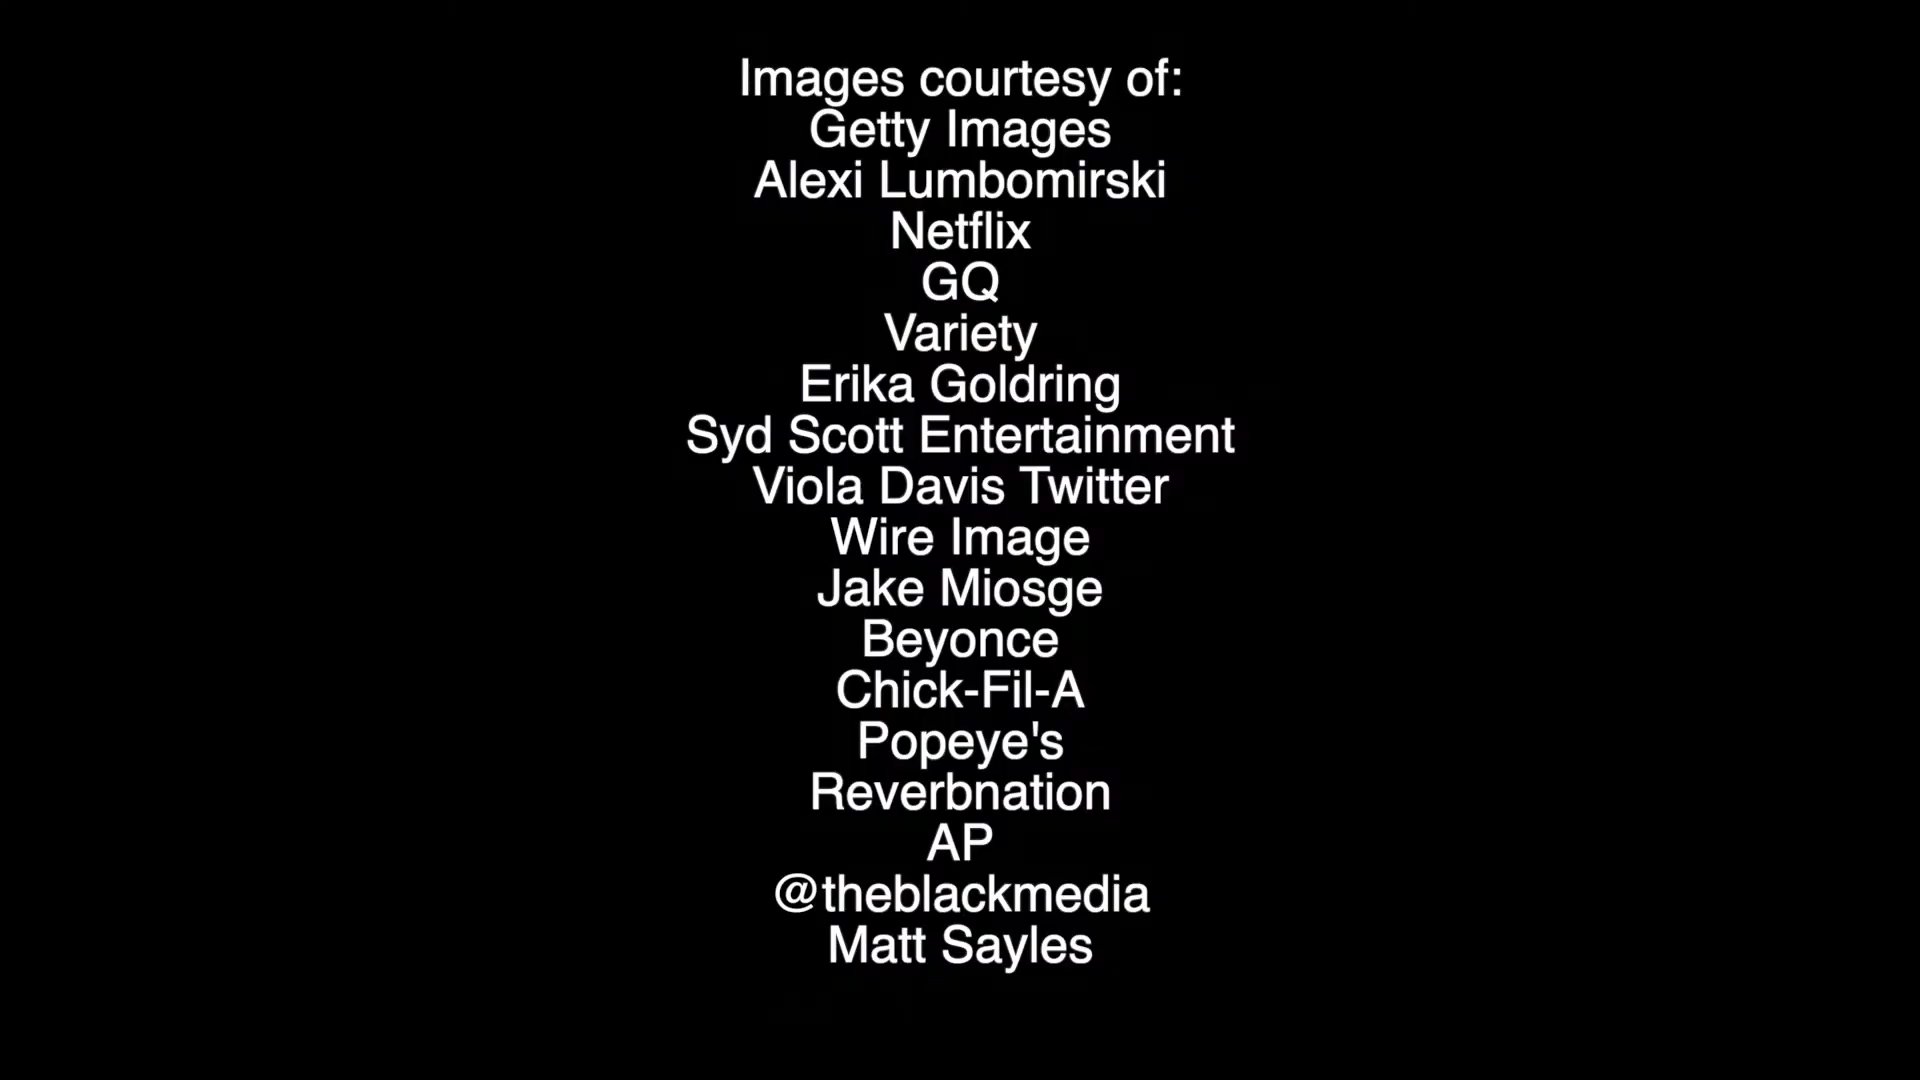 Images courtesy of:
Getty Images
Alexi Lumbomirski
Netflix
GQ
Variety
Erika Goldring
Syd Scott Entertainment
Viola Davis Twitter
Wire Image
Jake Miosge
Beyonce
Chick-Fil-A
Popeye's
Reverbnation
AP
@theblackmedia
Matt Sayles